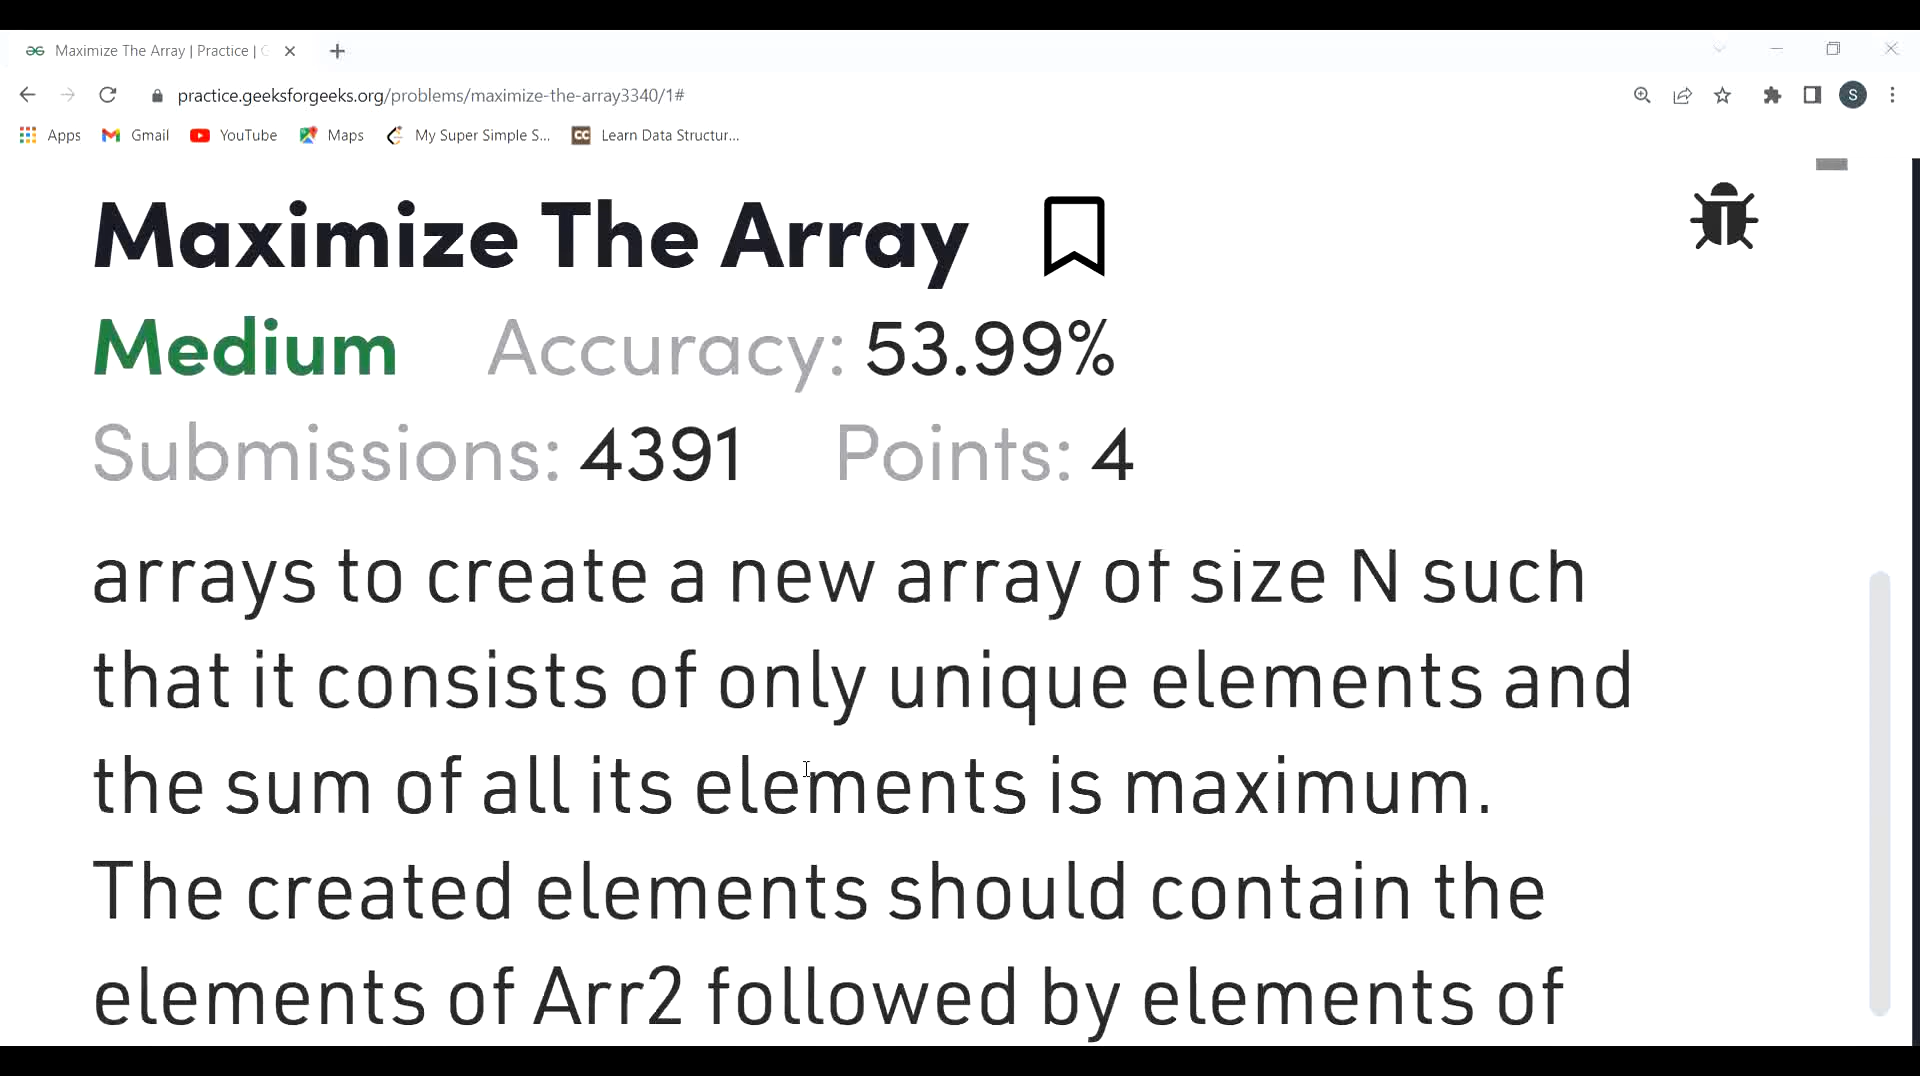 Maximize The Array | Practice |
practice.geeksforgeeks.org/problems/maximize-the-array3340/1#
S
Apps Gmail YouTube Maps My Super Simple S... CC Learn Data Structur...
Maximize The Array
Medium Accuracy: 53.99%
Submissions: 4391 Points: 4
arrays to create a new array of size N such
that it consists of only unique elements and
the sum of all its elements is maximum.
The created elements should contain the
elements of Arr2 followed by elements of